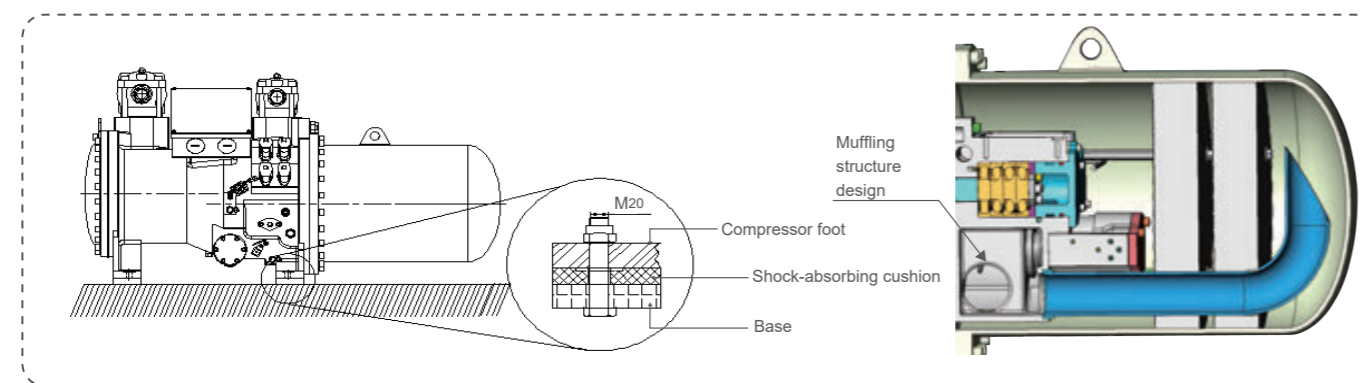 M20
Compressor foot
Shock-absorbing cushion
Base
Muffling
structure
design